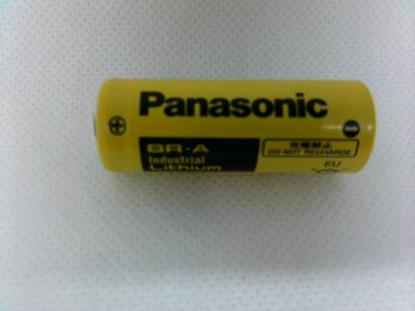 Panasonic
BR-A
Industrial
Lithium
充電禁止
DO NOT RECHARGE
EU